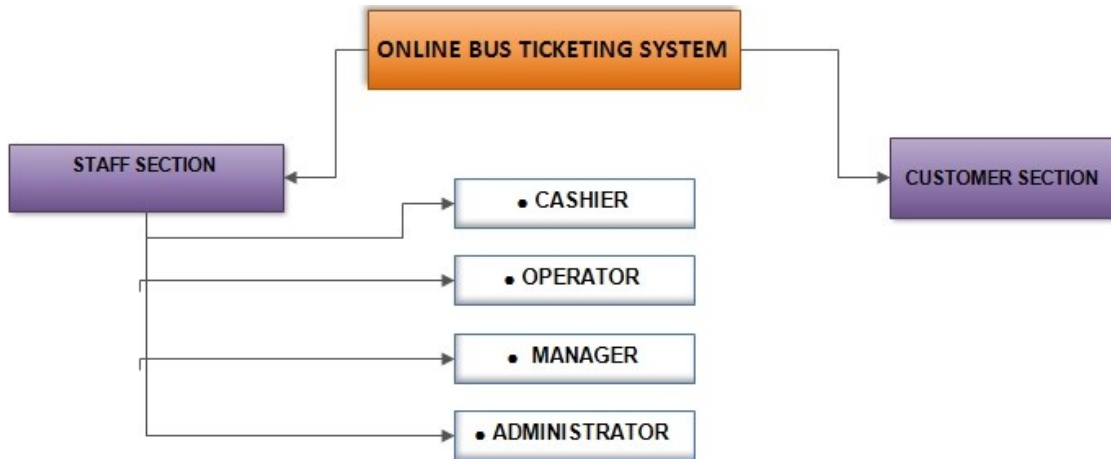 ONLINE BUS TICKETING SYSTEM
STAFF SECTION
CUSTOMER SECTION
• CASHIER
• OPERATOR
• MANAGER
• ADMINISTRATOR